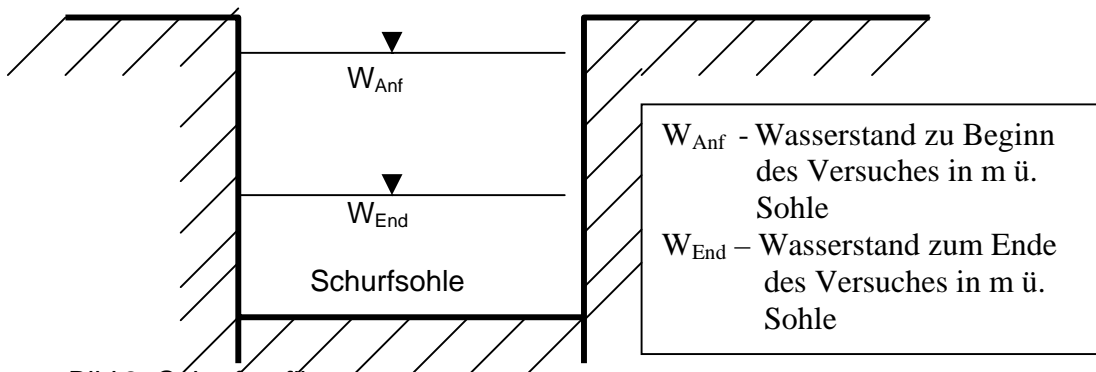 W_Anf
W_End
Schurfsohle
W_Anf - Wasserstand zu Beginn
des Versuches in m ü.
Sohle
W_End – Wasserstand zum Ende
des Versuches in m ü.
Sohle